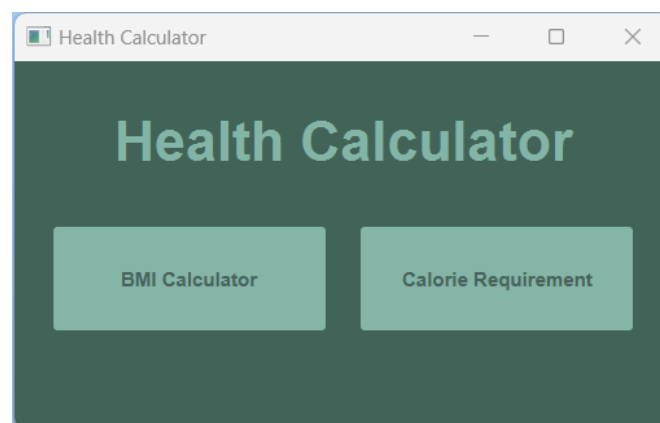 Health Calculator
Health Calculator
BMI Calculator
Calorie Requirement